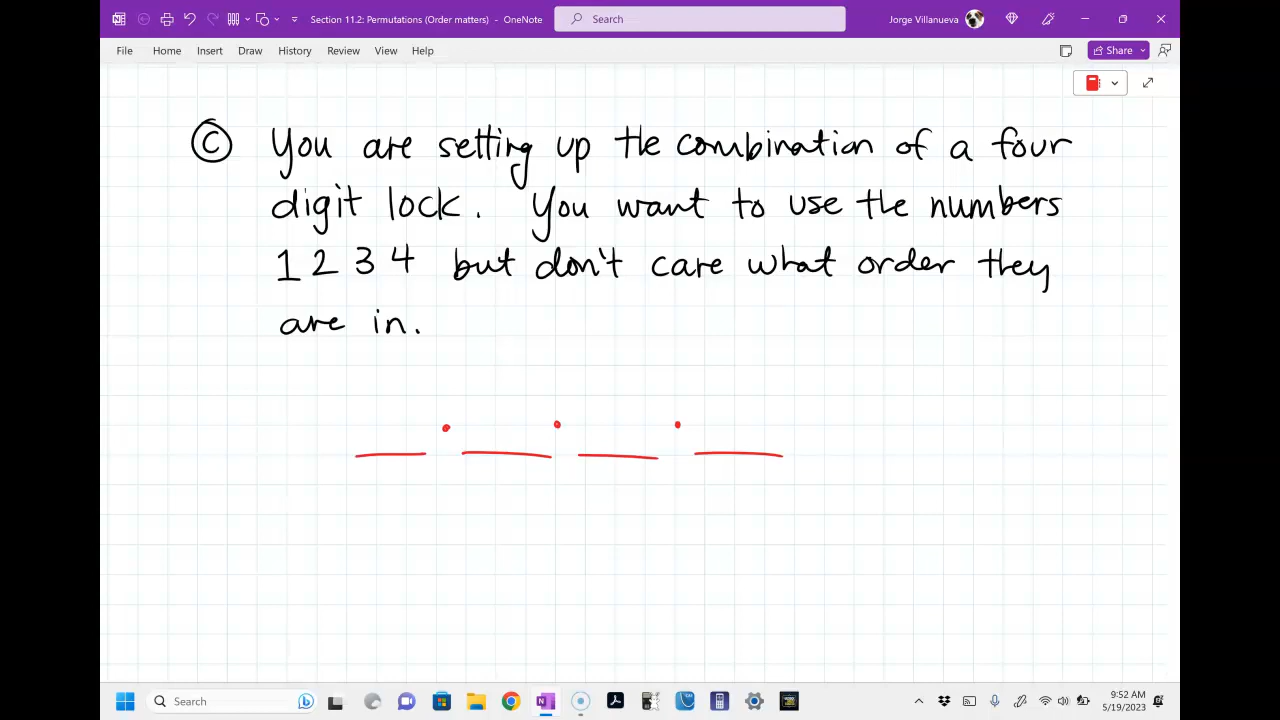 Section 11.2: Permutations (Order matters) - OneNote
Search
Jorge Villanueva
File Home Insert Draw History Review View Help
Share
© You are setting up the combination of a four
digit lock. You want to use the numbers
1 2 3 4 but don't care what order they
are in.
Search
9:52 AM
5/19/2023